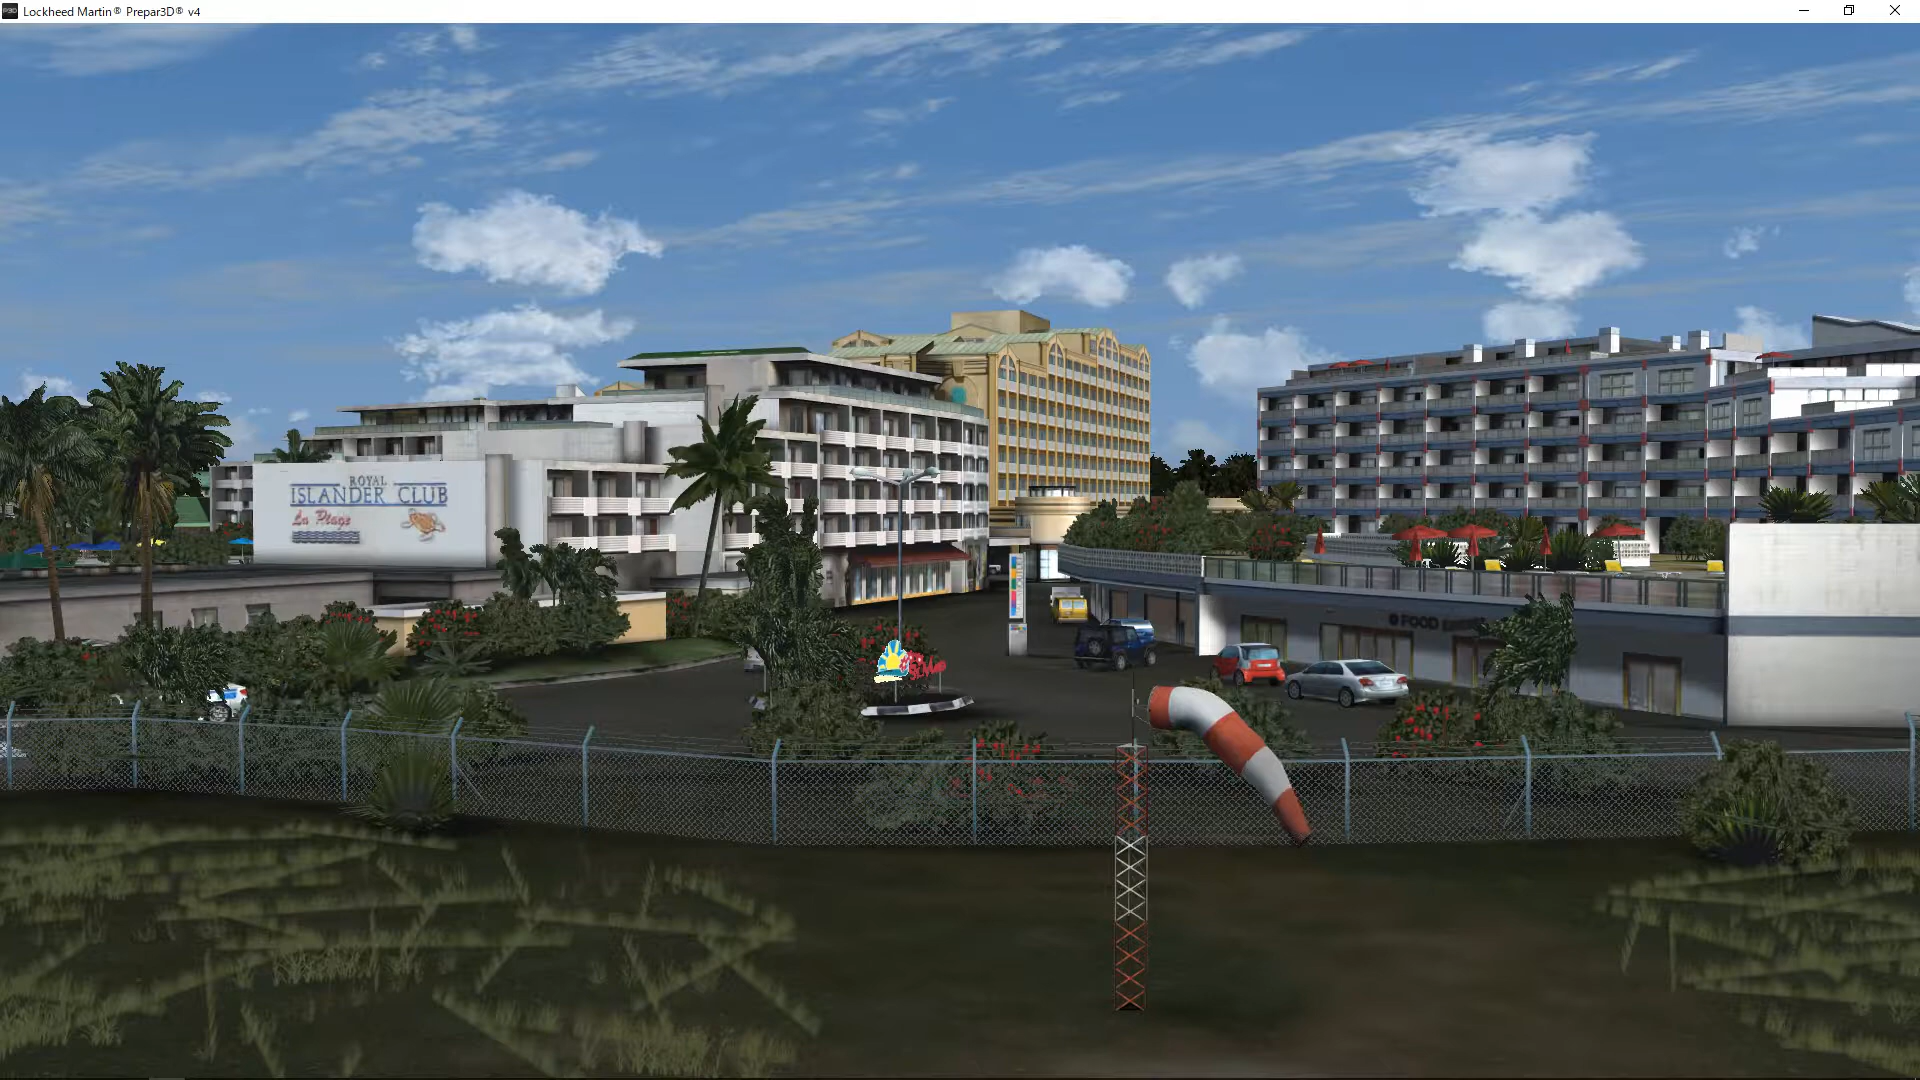 Lockheed Martin® Prepar3D® v4
ROYAL
ISLANDER CLUB
La Plage
FOOD